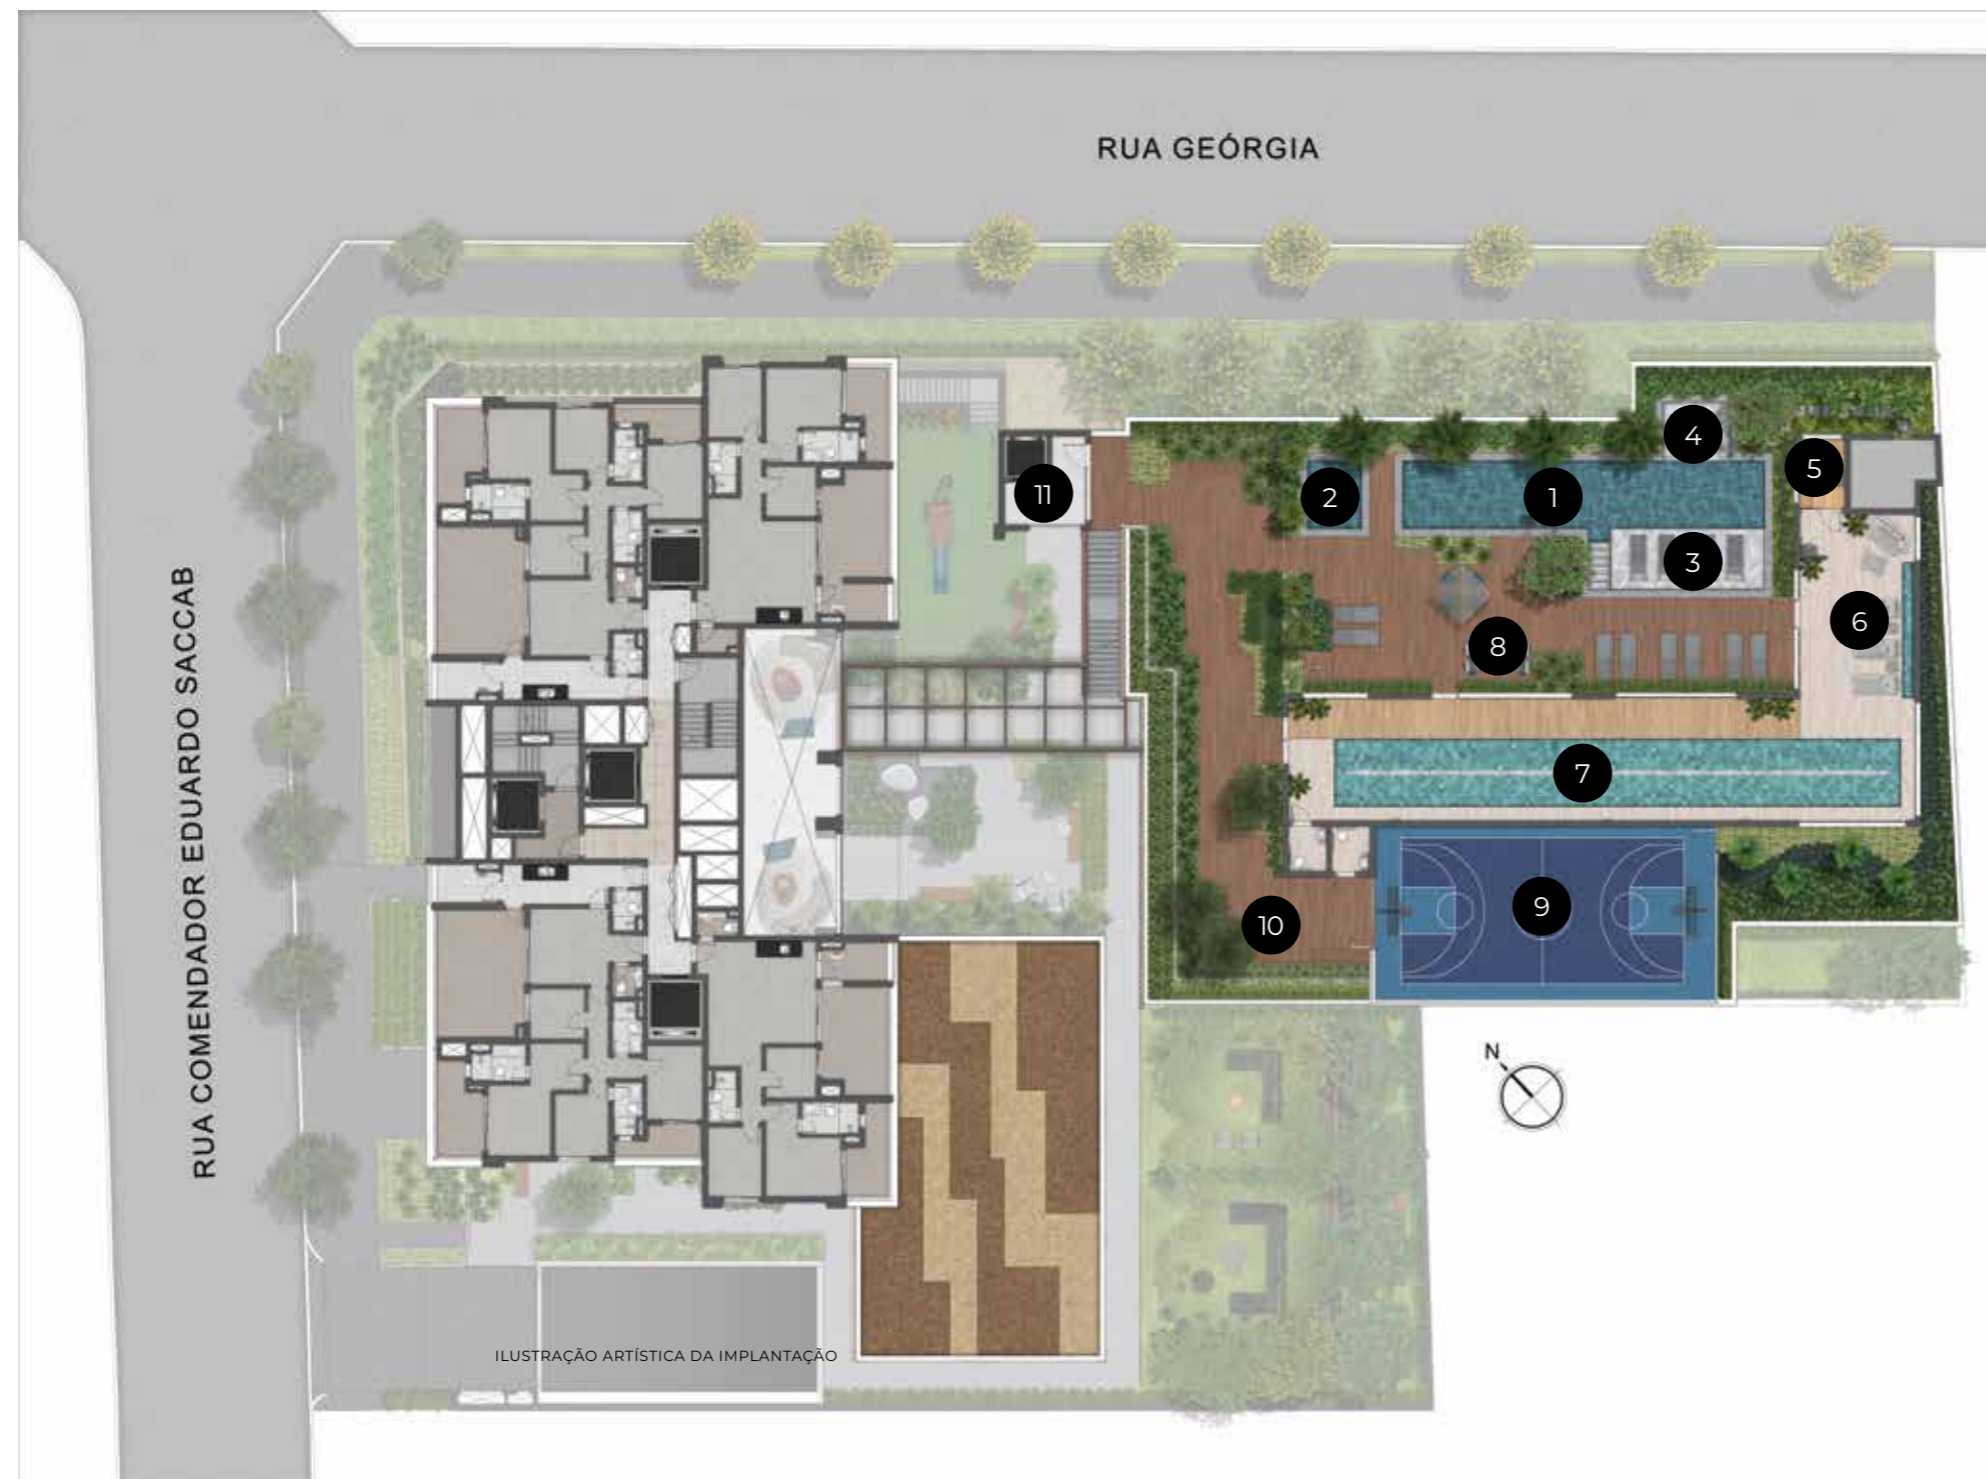 RUA GEÓRGIA
RUA COMENDADOR EDUARDO SACCAB
4
5
11
2
1
3
6
8
7
9
10
N
ILUSTRAÇÃO ARTÍSTICA DA IMPLANTAÇÃO